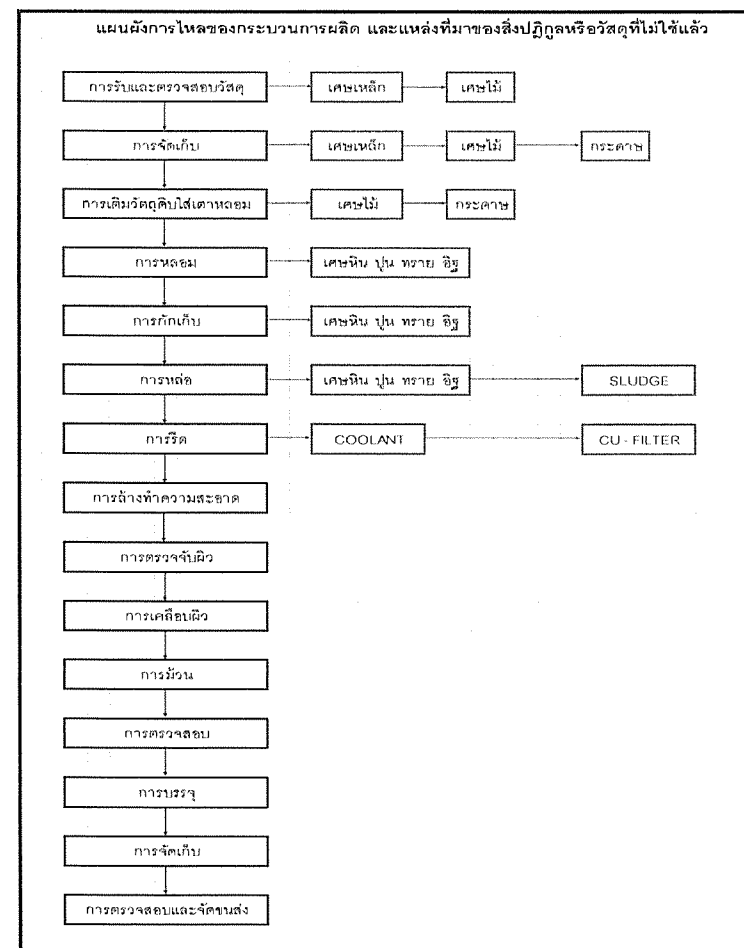 แผนผังการไหลของกระบวนการผลิต และแหล่งที่มาของสิ่งปฏิกูลหรือวัสดุที่ไม่ใช้แล้ว
การรับและตรวจสอบวัสดุ เศษเหล็ก เศษไม้
การจัดเก็บ เศษเหล็ก เศษไม้ กระดาษ
การเติมวัตถุดิบใส่เตาหลอม เศษไม้ กระดาษ
การหลอม เศษหิน ปูน ทราย อิฐ
การกักเก็บ เศษหิน ปูน ทราย อิฐ
การหล่อ เศษหิน ปูน ทราย อิฐ SLUDGE
การรีด COOLANT CU - FILTER
การล้างทำความสะอาด
การตรวจจับผิว
การเคลือบผิว
การม้วน
การตรวจสอบ
การบรรจุ
การจัดเก็บ
การตรวจสอบและจัดขนส่ง